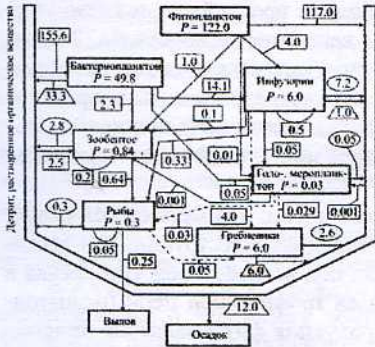 Детрит, растворенное органическое вещество
Фитопланктон
P = 122.0
117.0
155.6
Бактериопланктон
P = 49.8
1.0
4.0
Инфузории
P = 6.0
33.3
2.3
14.1
7.2
1.0
0.1
0.5
2.8
Зообентос
P = 0,84
2.5
0.33
0.01
0.05
Голо-, меропланк-
тон P = 0.03
0.2
0.64
0.05
0.001
4.0
0.029
0.001
0.3
Рыбы
P = 0.3
0.03
Гребневики
P = 6,0
2.6
0.05
0.25
0.05
6.0
12.0
Вылов
Осадок